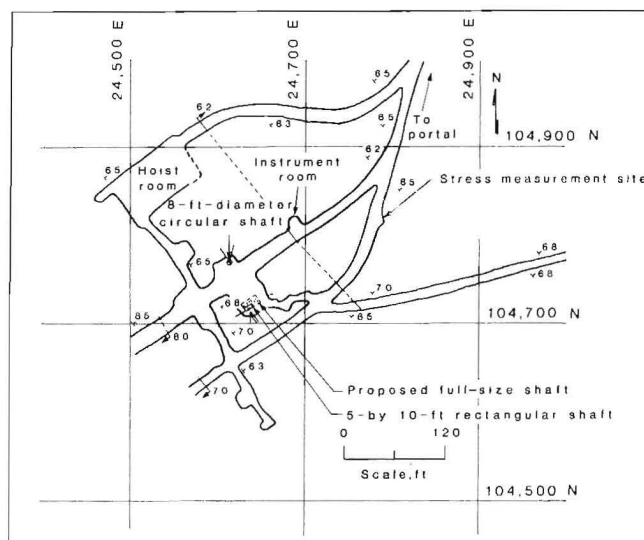 24,500 E
24,700 E
24,900 E
N
65
62
63
65
To
portal
104,900 N
62
65
Hoist
room
Instrument
room
65
Stress measurement site
8-ft-diameter
circular shaft
65
68
68
70
68
65
104,700 N
85
80
70
63
70
Proposed full-size shaft
5-by 10-ft rectangular shaft
0 120
Scale,ft
104,500 N